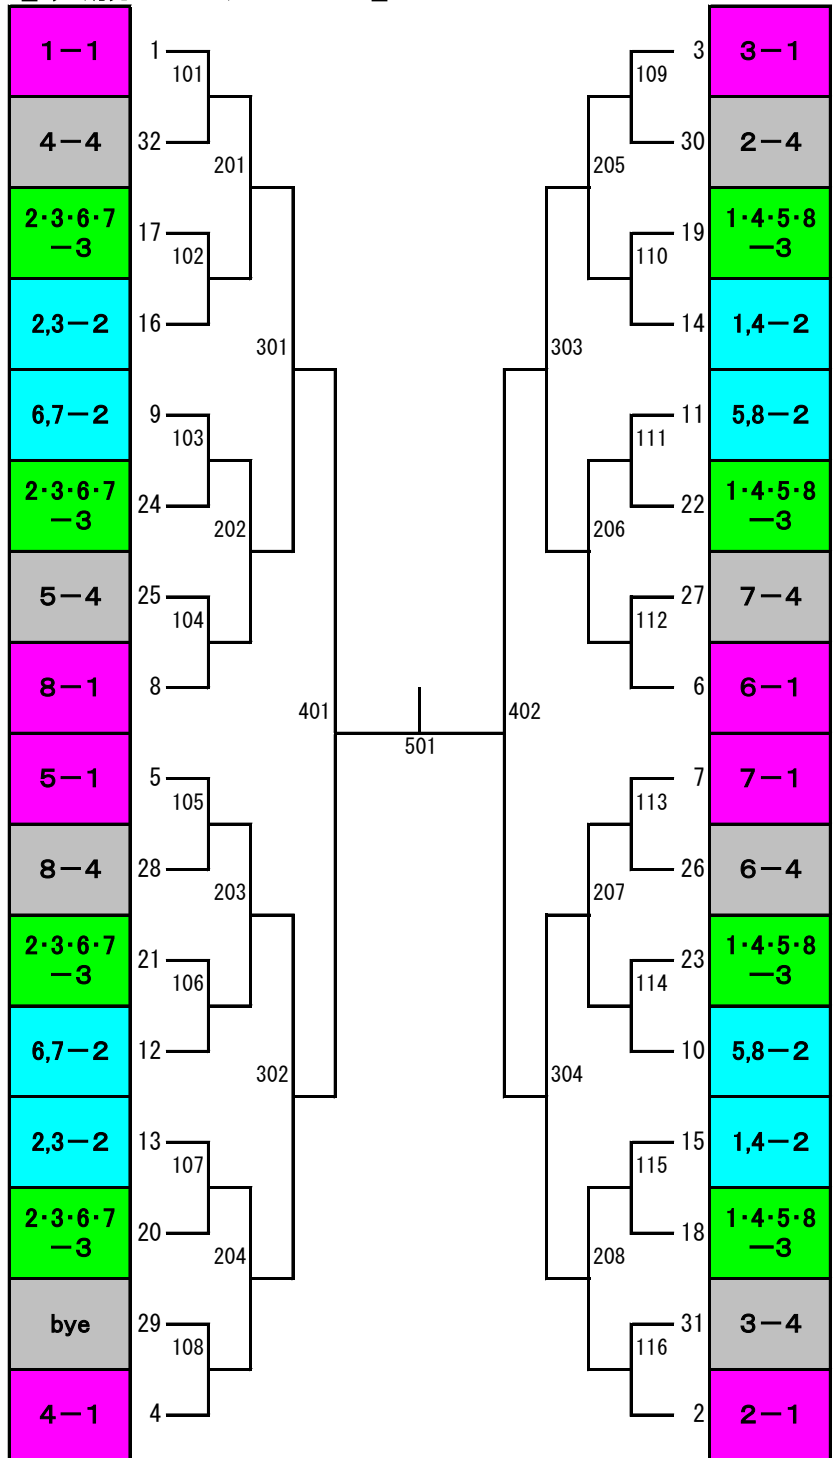 1－1 1 3 3－1
101 109
4－4 32 30 2－4
201 205
2･3･6･7 17 19 1･4･5･8
－3 102 110 －3
2,3－2 16 14 1,4－2
301 303
6,7－2 9 11 5,8－2
103 111
2･3･6･7 24 22 1･4･5･8
－3 202 206 －3
5－4 25 27 7－4
104 112
8－1 8 6 6－1
401 402
501
5－1 5 7 7－1
105 113
8－4 28 26 6－4
203 207
2･3･6･7 21 23 1･4･5･8
－3 106 114 －3
6,7－2 12 10 5,8－2
302 304
2,3－2 13 15 1,4－2
107 115
2･3･6･7 20 18 1･4･5･8
－3 204 208 －3
bye 29 31 3－4
108 116
4－1 4 2 2－1